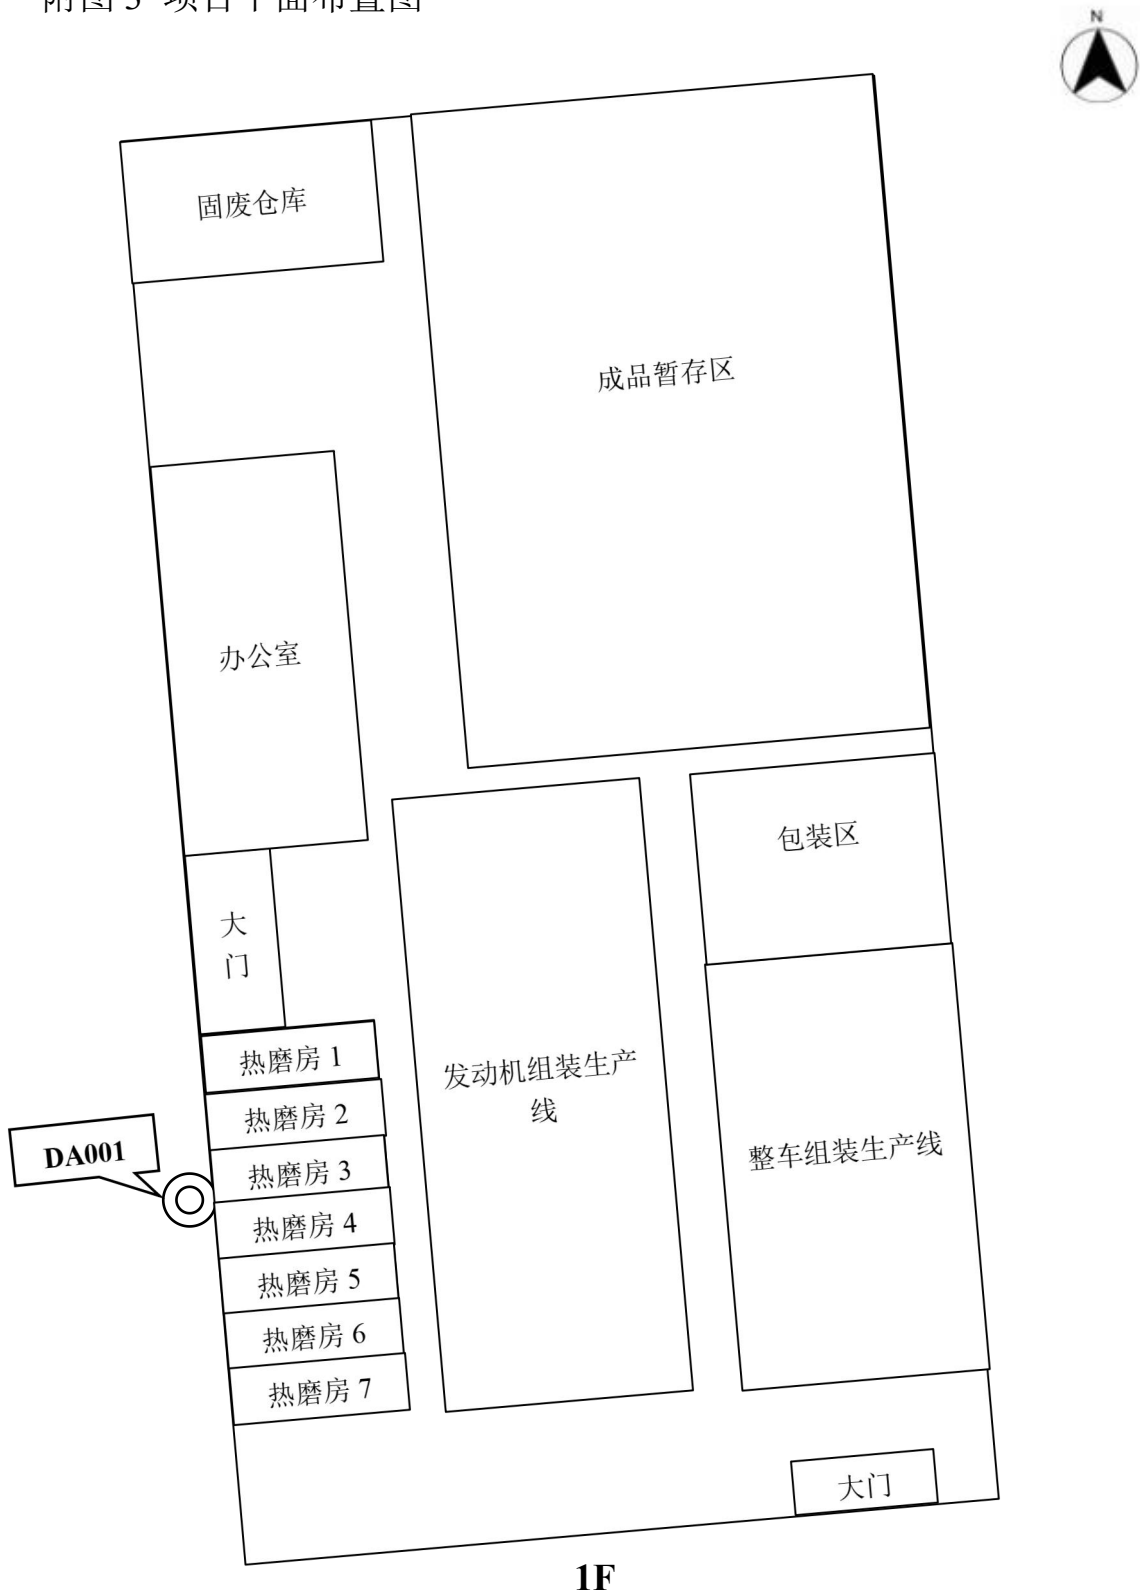 附图 3 项目平面布置图
N
固废仓库
成品暂存区
办公室
包装区
大
门
热磨房 1
热磨房 2
热磨房 3
热磨房 4
热磨房 5
热磨房 6
热磨房 7
DA001
发动机组装生产
线
整车组装生产线
大门
1F